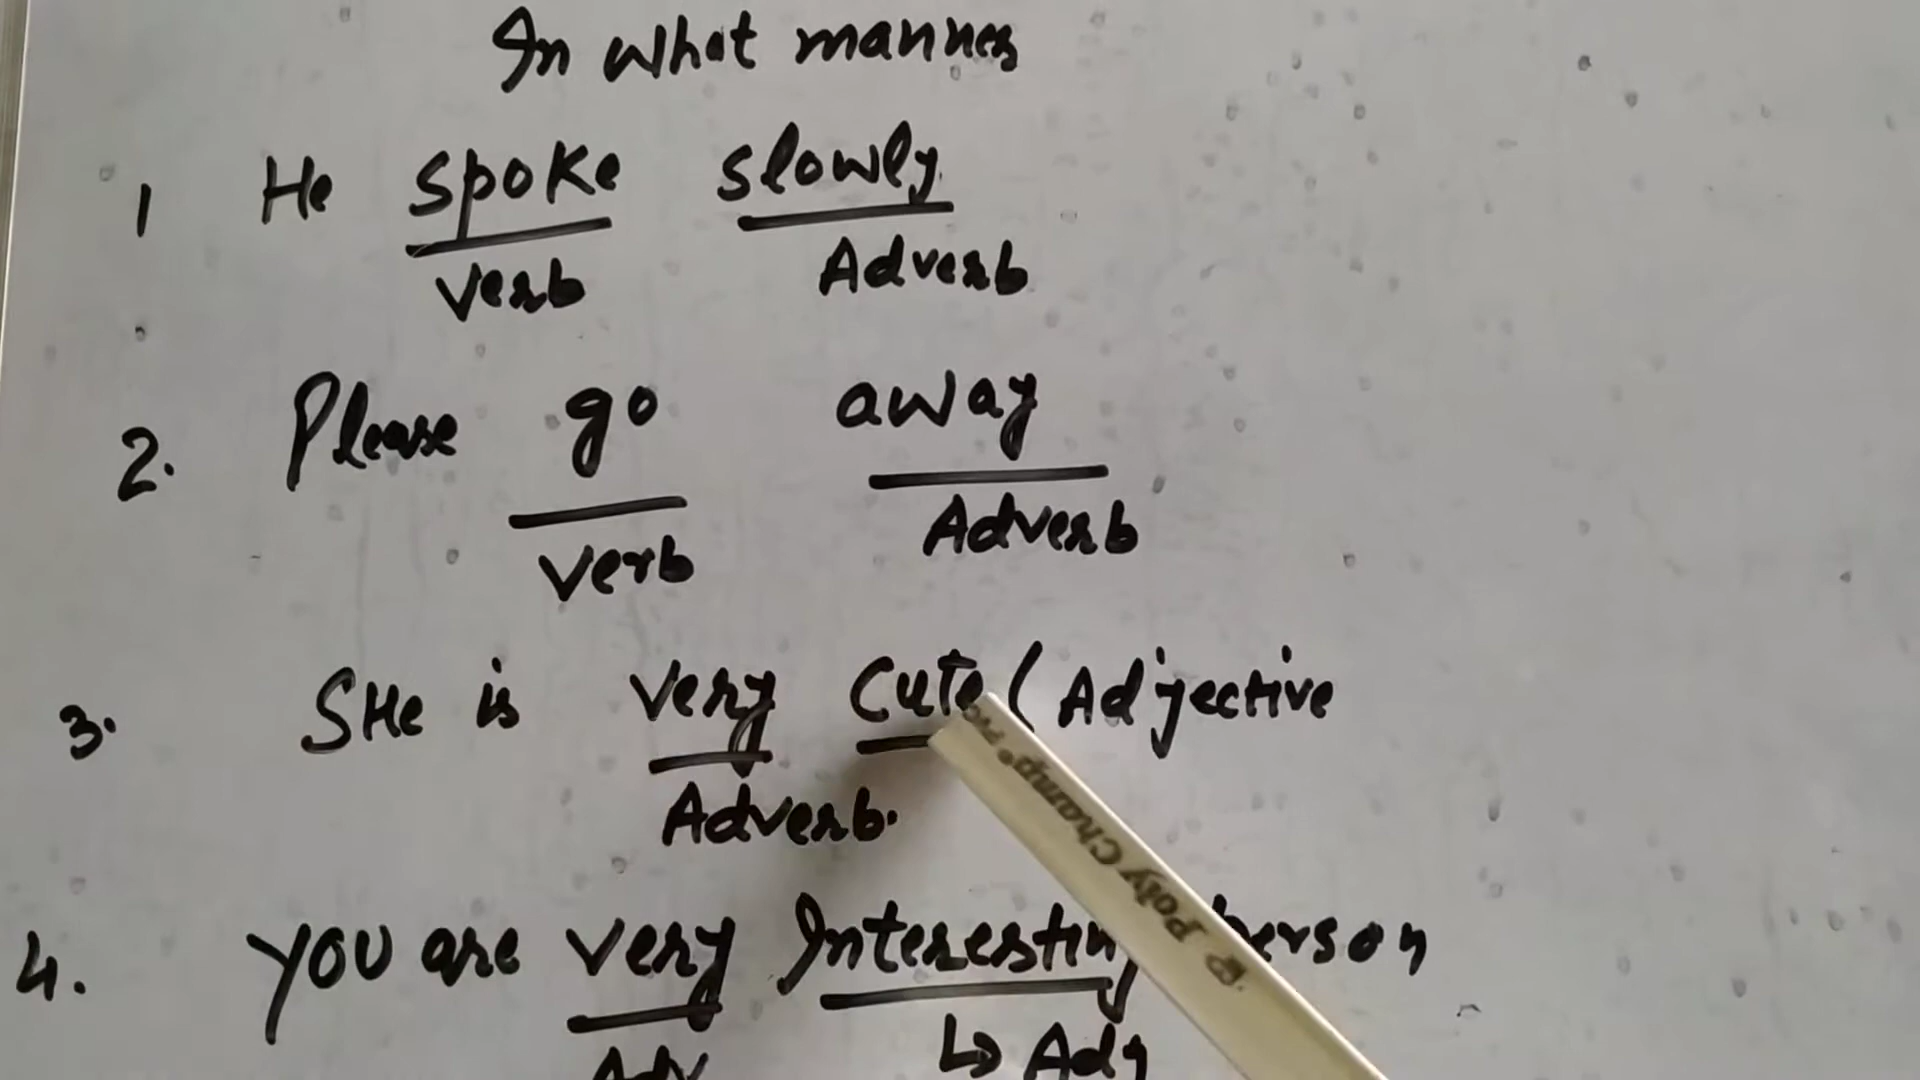 In what manner
1 He spoke slowly.
verb Adverb
2. Please go away
verb Adverb
3. SHe is very Cute (Adjective
Adverb.
4. You are very Interesting person
Adv ↳ Adj
Poly Champ®